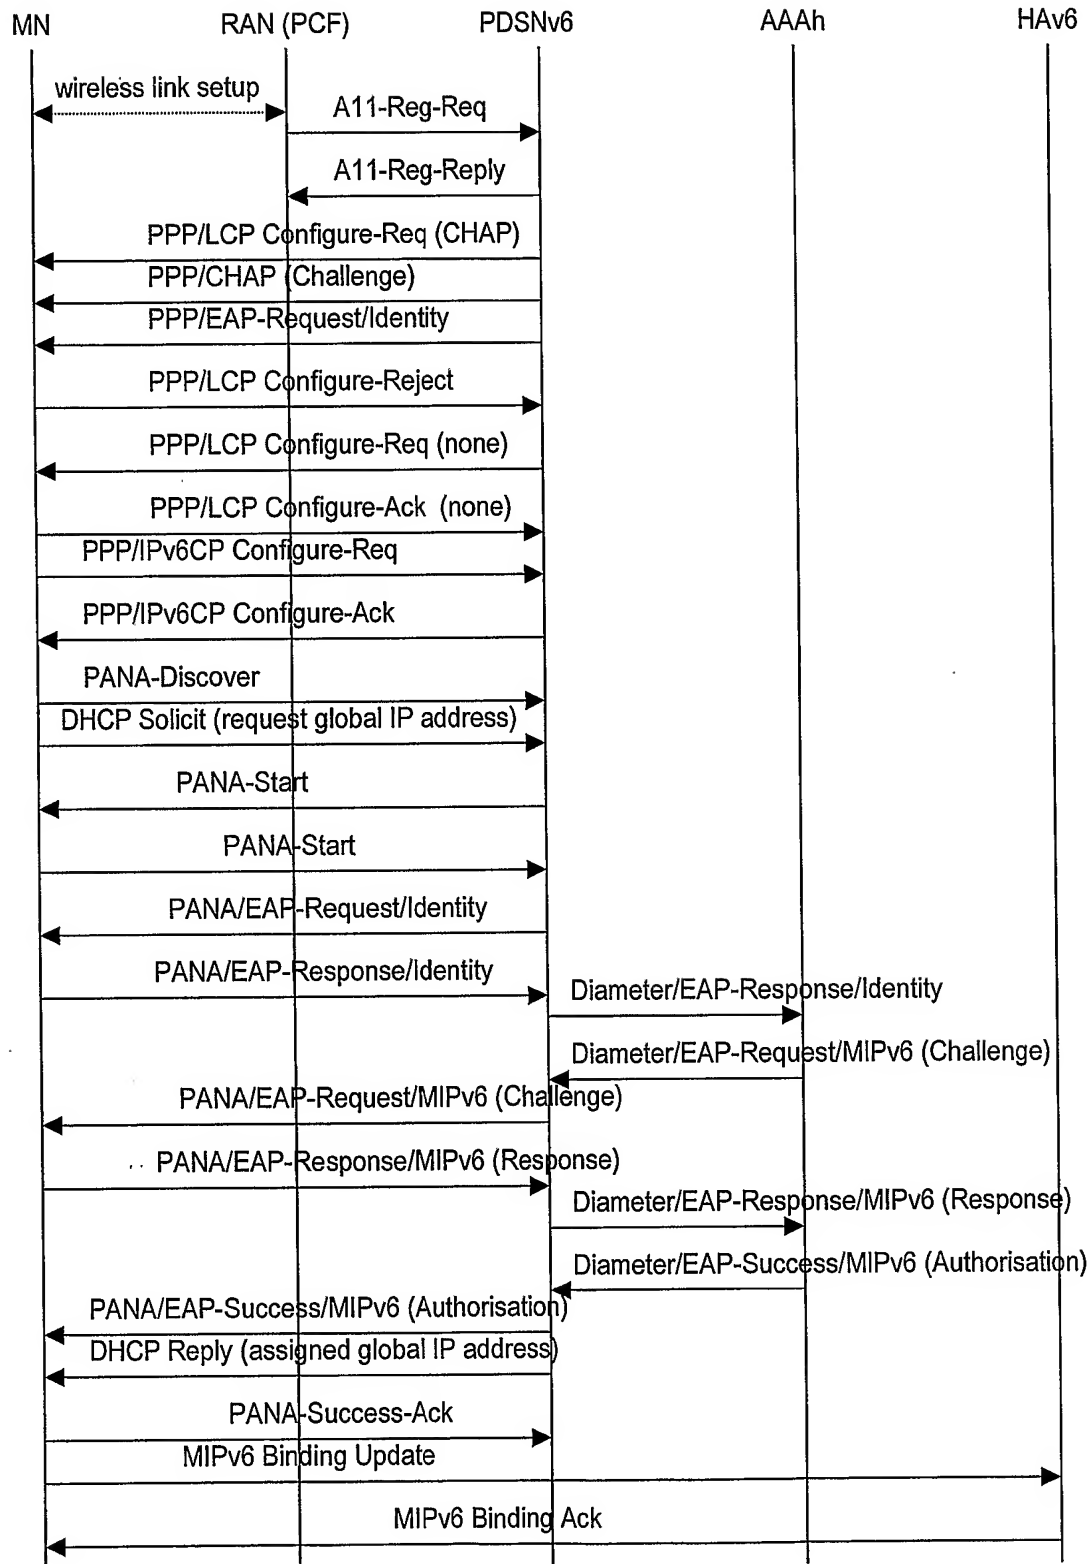 MN RAN (PCF) PDSNv6 AAAh HAv6
wireless link setup
A11-Reg-Req
A11-Reg-Reply
PPP/LCP Configure-Req (CHAP)
PPP/CHAP (Challenge)
PPP/EAP-Request/Identity
PPP/LCP Configure-Reject
PPP/LCP Configure-Req (none)
PPP/LCP Configure-Ack (none)
PPP/IPv6CP Configure-Req
PPP/IPv6CP Configure-Ack
PANA-Discover
DHCP Solicit (request global IP address)
PANA-Start
PANA-Start
PANA/EAP-Request/Identity
PANA/EAP-Response/Identity
Diameter/EAP-Response/Identity
Diameter/EAP-Request/MIPv6 (Challenge)
PANA/EAP-Request/MIPv6 (Challenge)
PANA/EAP-Response/MIPv6 (Response)
Diameter/EAP-Response/MIPv6 (Response)
Diameter/EAP-Success/MIPv6 (Authorisation)
PANA/EAP-Success/MIPv6 (Authorisation)
DHCP Reply (assigned global IP address)
PANA-Success-Ack
MIPv6 Binding Update
MIPv6 Binding Ack